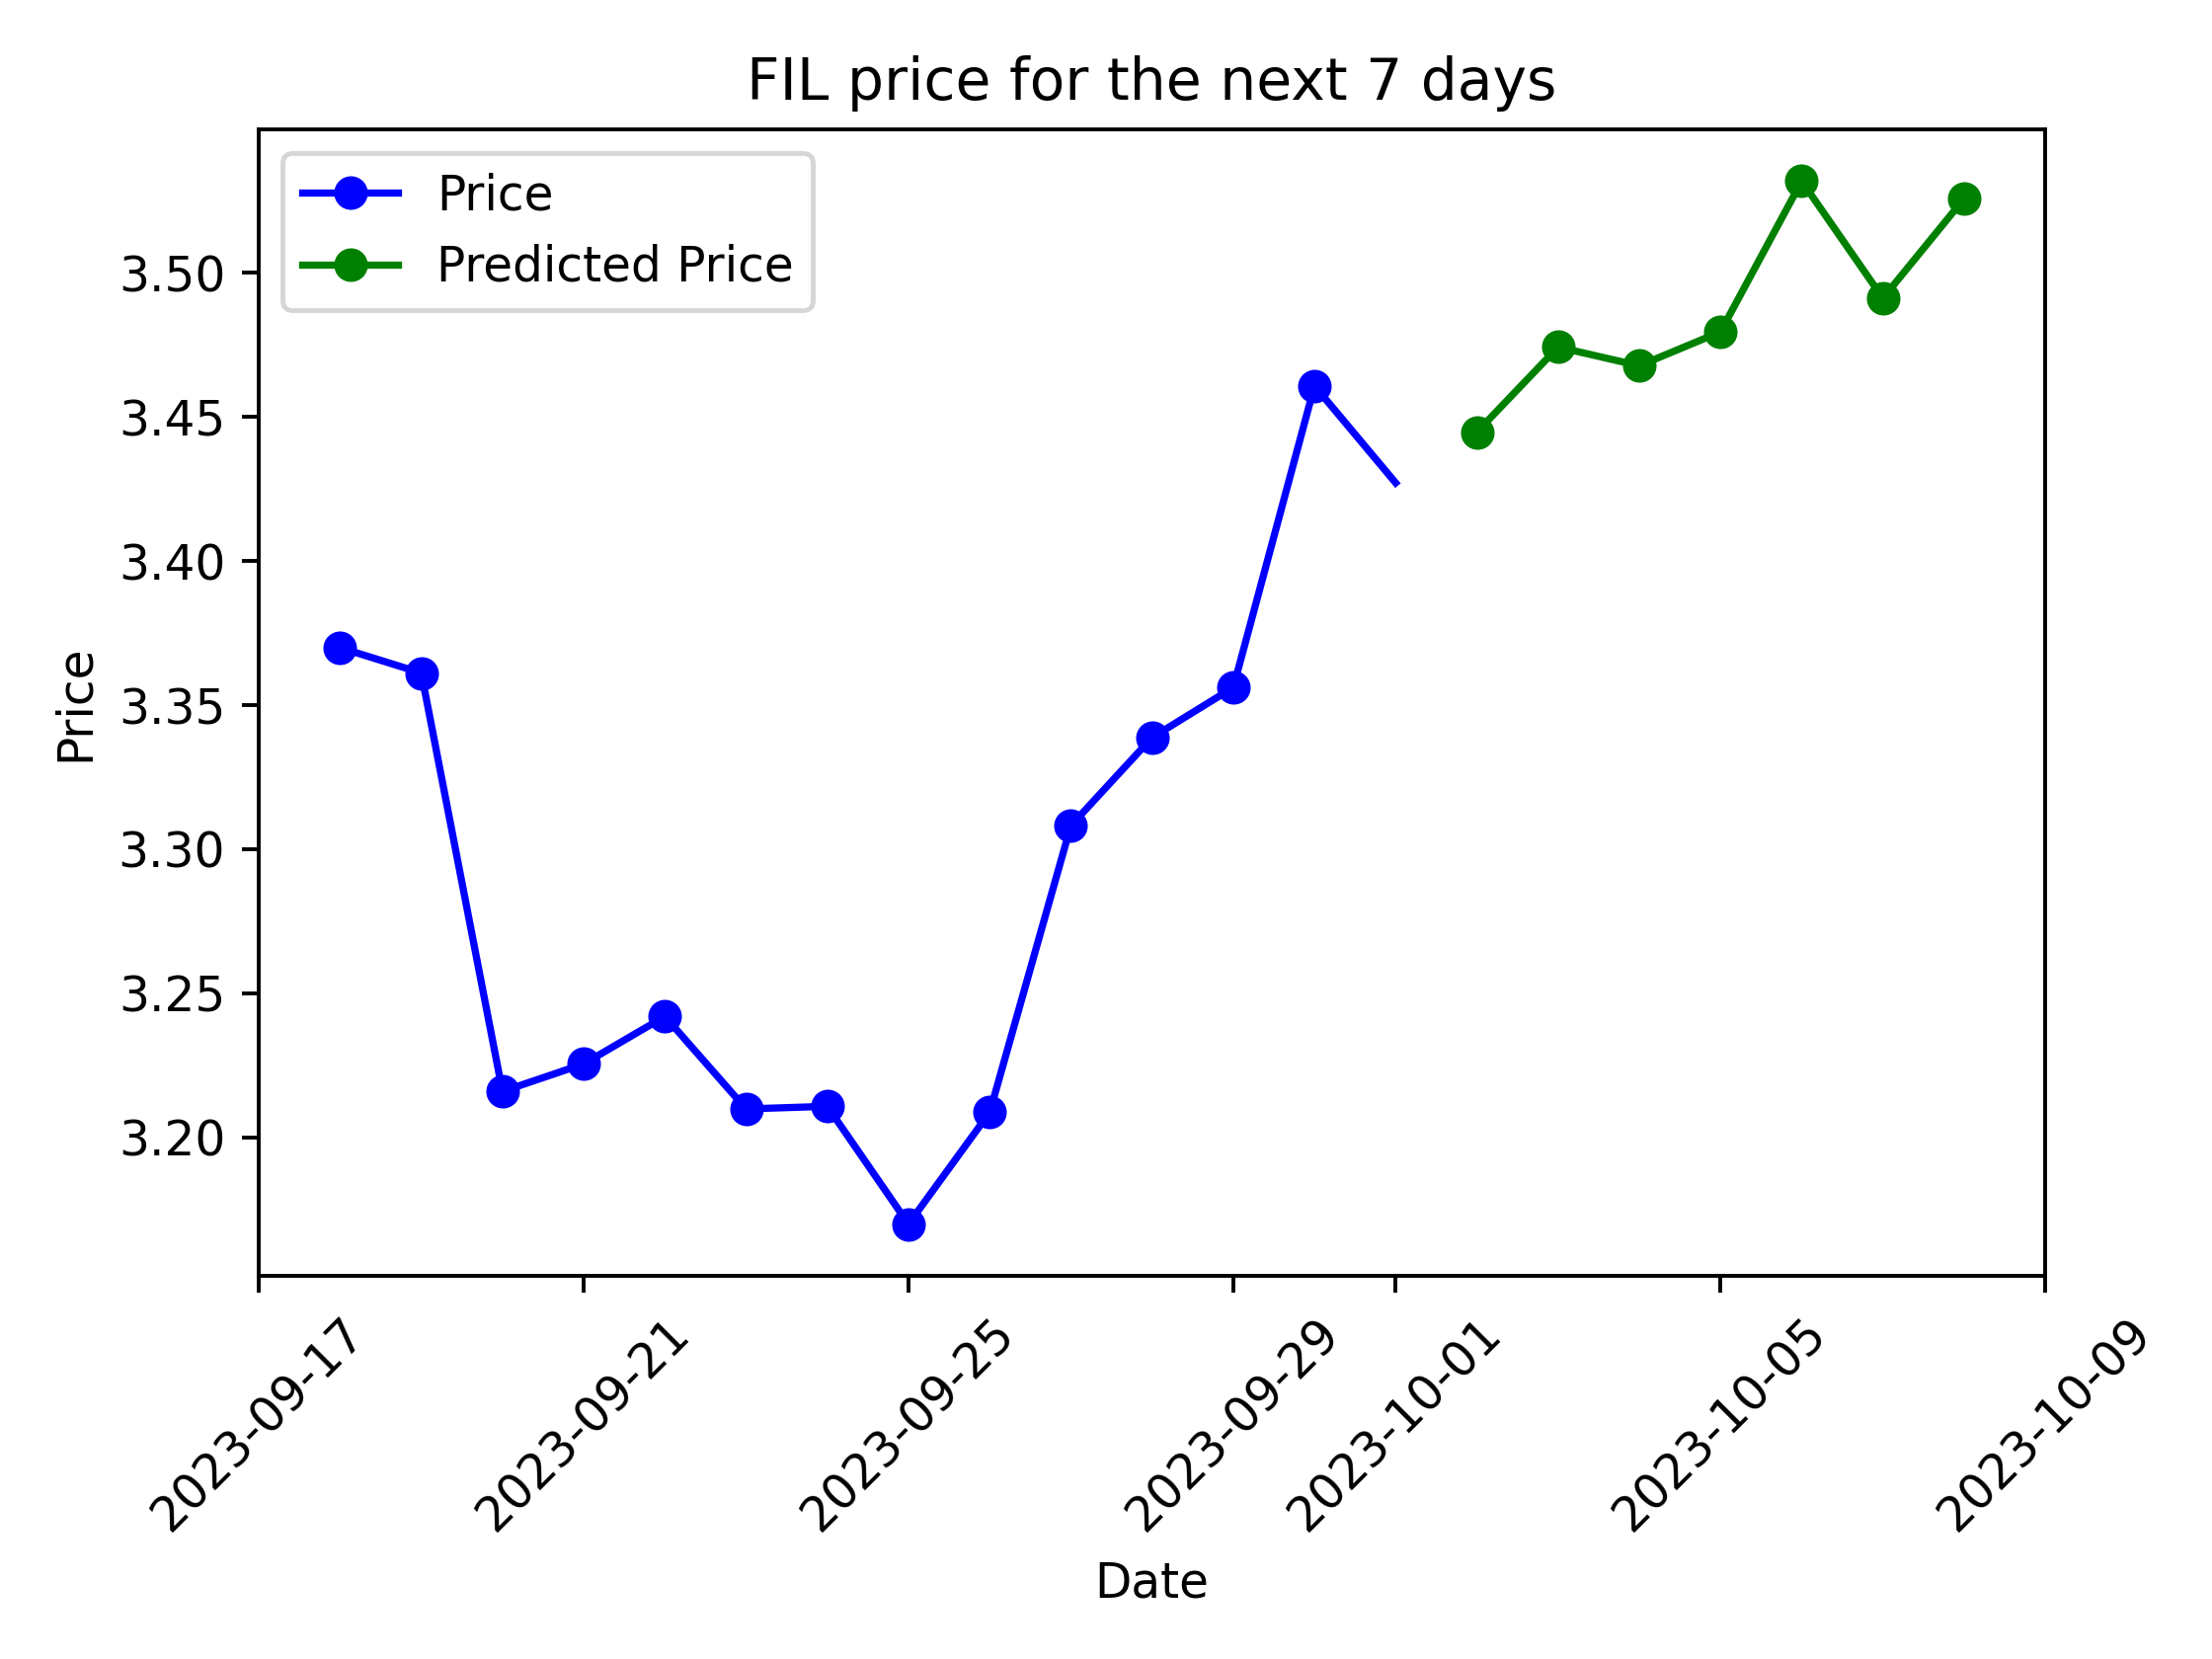 FIL price for the next 7 days
Price
Predicted Price
3.50
3.45
3.40
3.35
3.30
3.25
3.20
Price
2023-09-17
2023-09-21
2023-09-25
2023-09-29
2023-10-01
2023-10-05
2023-10-09
Date